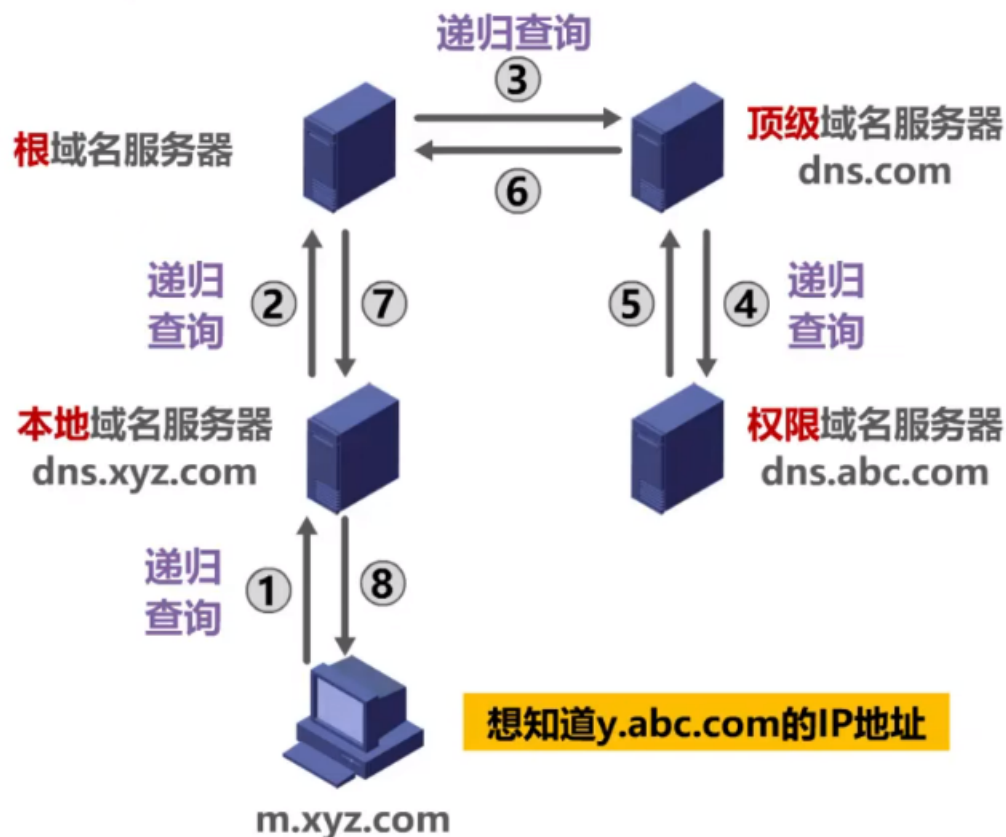 递归查询
③
根域名服务器
顶级域名服务器
dns.com
⑥
递归
查询
②
⑦
⑤
④
递归
查询
本地域名服务器
dns.xyz.com
权限域名服务器
dns.abc.com
递归
查询
①
⑧
想知道y.abc.com的IP地址
m.xyz.com